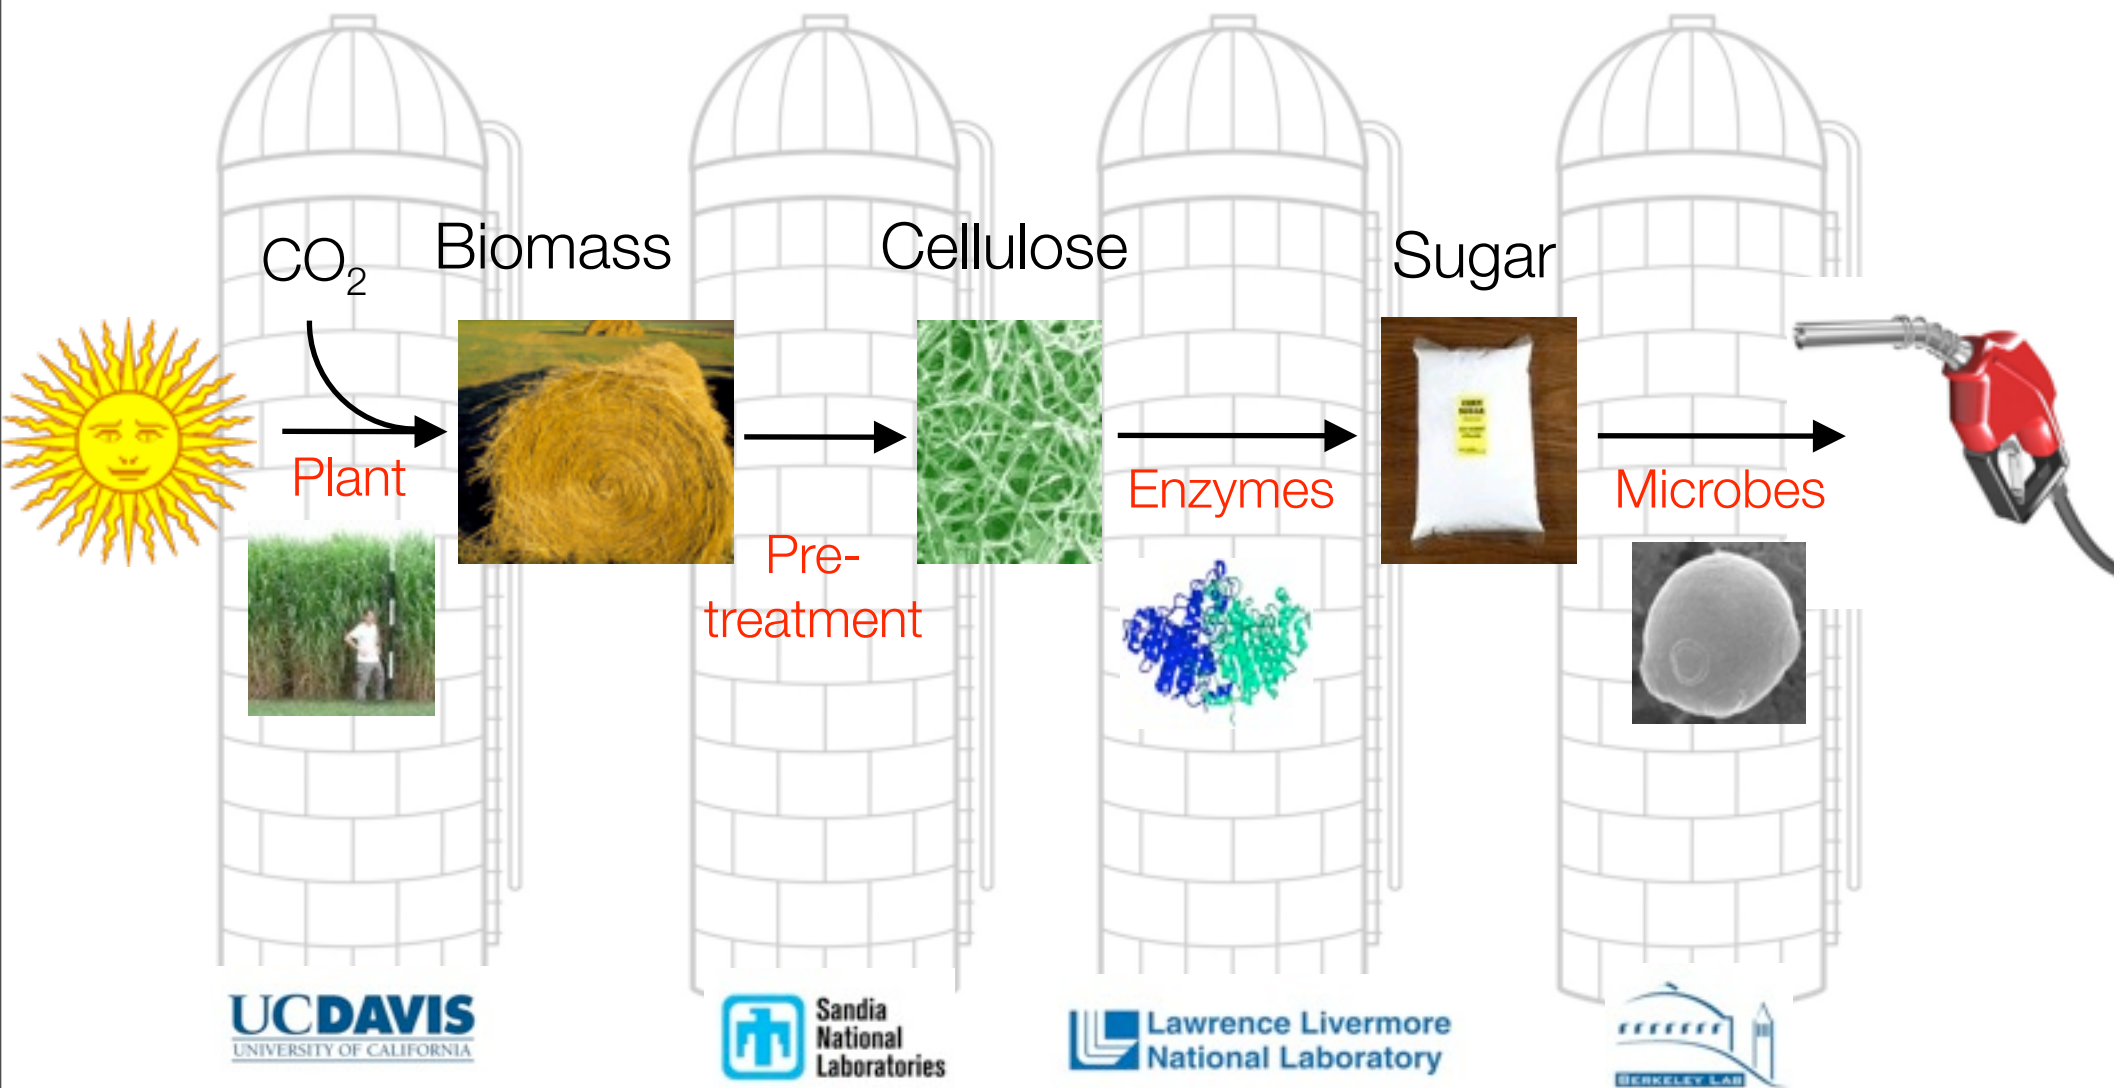 CO₂
Biomass
Cellulose
Sugar
Plant
Pre-
treatment
Enzymes
Microbes
SUGAR
UCDAVIS
UNIVERSITY OF CALIFORNIA
Sandia
National
Laboratories
Lawrence Livermore
National Laboratory
BERKELEY LAB